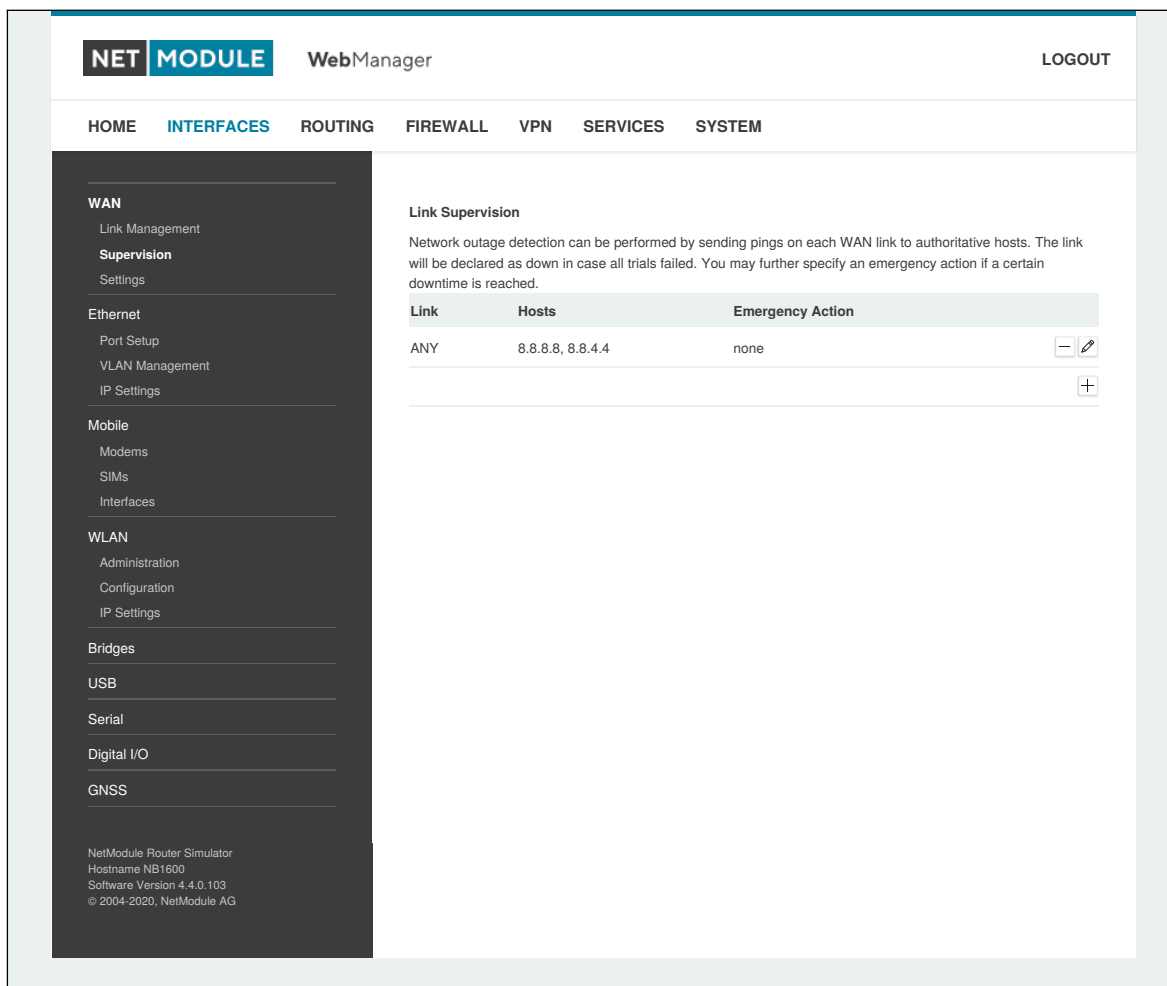 NET MODULE WebManager LOGOUT
HOME INTERFACES ROUTING FIREWALL VPN SERVICES SYSTEM
WAN
Link Management
Supervision
Settings
Ethernet
Port Setup
VLAN Management
IP Settings
Mobile
Modems
SIMs
Interfaces
WLAN
Administration
Configuration
IP Settings
Bridges
USB
Serial
Digital I/O
GNSS
NetModule Router Simulator
Hostname NB1600
Software Version 4.4.0.103
© 2004-2020, NetModule AG
Link Supervision
Network outage detection can be performed by sending pings on each WAN link to authoritative hosts. The link
will be declared as down in case all trials failed. You may further specify an emergency action if a certain
downtime is reached.
Link Hosts Emergency Action
ANY 8.8.8.8, 8.8.4.4 none